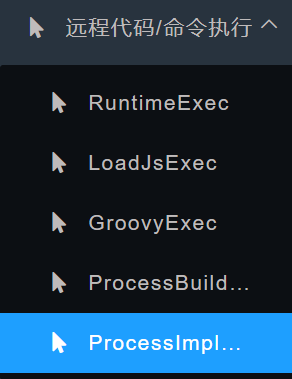 远程代码/命令执行
RuntimeExec
LoadJsExec
GroovyExec
ProcessBuild...
ProcessImpl...